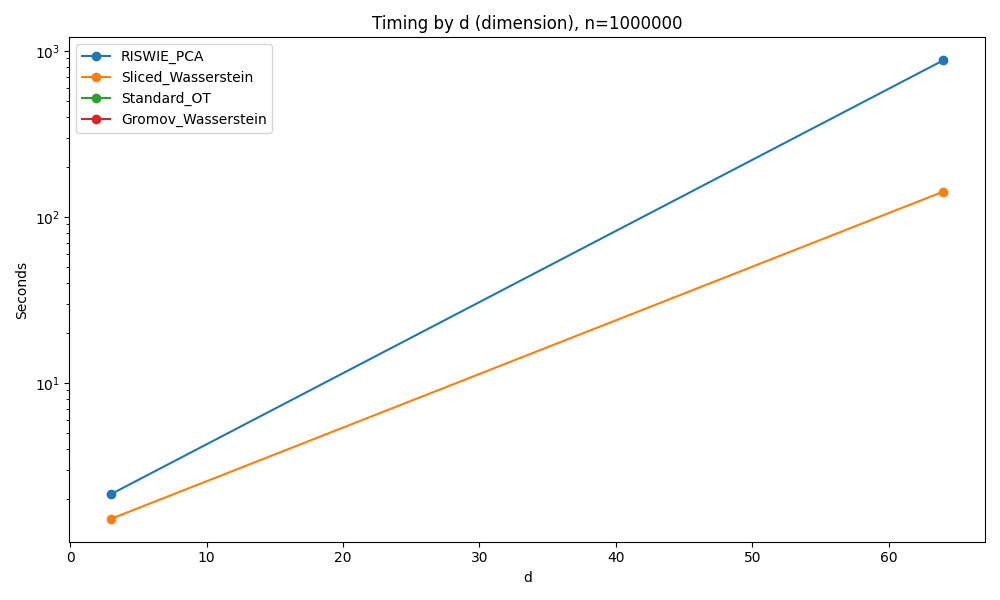 Timing by d (dimension), n=1000000
RISWIE_PCA
Sliced_Wasserstein
Standard_OT
Gromov_Wasserstein
10³
10²
10¹
Seconds
0 10 20 30 40 50 60
d